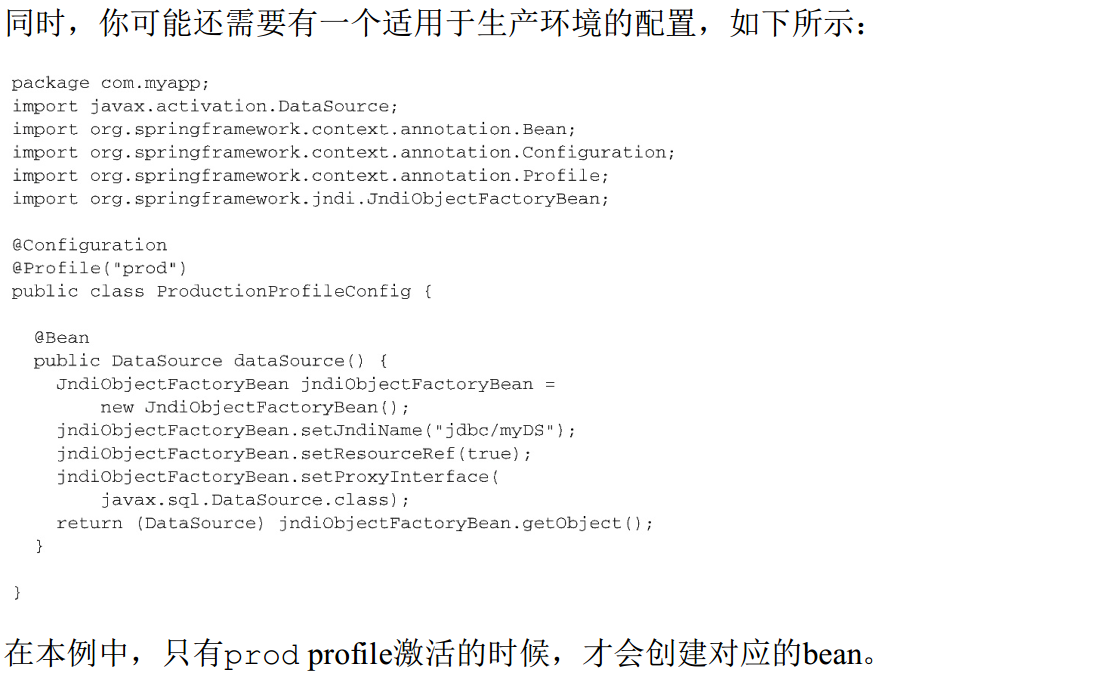 同时，你可能还需要有一个适用于生产环境的配置，如下所示：
package com.myapp;
import javax.activation.DataSource;
import org.springframework.context.annotation.Bean;
import org.springframework.context.annotation.Configuration;
import org.springframework.context.annotation.Profile;
import org.springframework.jndi.JndiObjectFactoryBean;
@Configuration
@Profile("prod")
public class ProductionProfileConfig {
@Bean
public DataSource dataSource() {
JndiObjectFactoryBean jndiObjectFactoryBean =
new JndiObjectFactoryBean();
jndiObjectFactoryBean.setJndiName("jdbc/myDS");
jndiObjectFactoryBean.setResourceRef(true);
jndiObjectFactoryBean.setProxyInterface(
javax.sql.DataSource.class);
return (DataSource) jndiObjectFactoryBean.getObject();
}
}
在本例中，只有prod profile激活的时候，才会创建对应的bean。